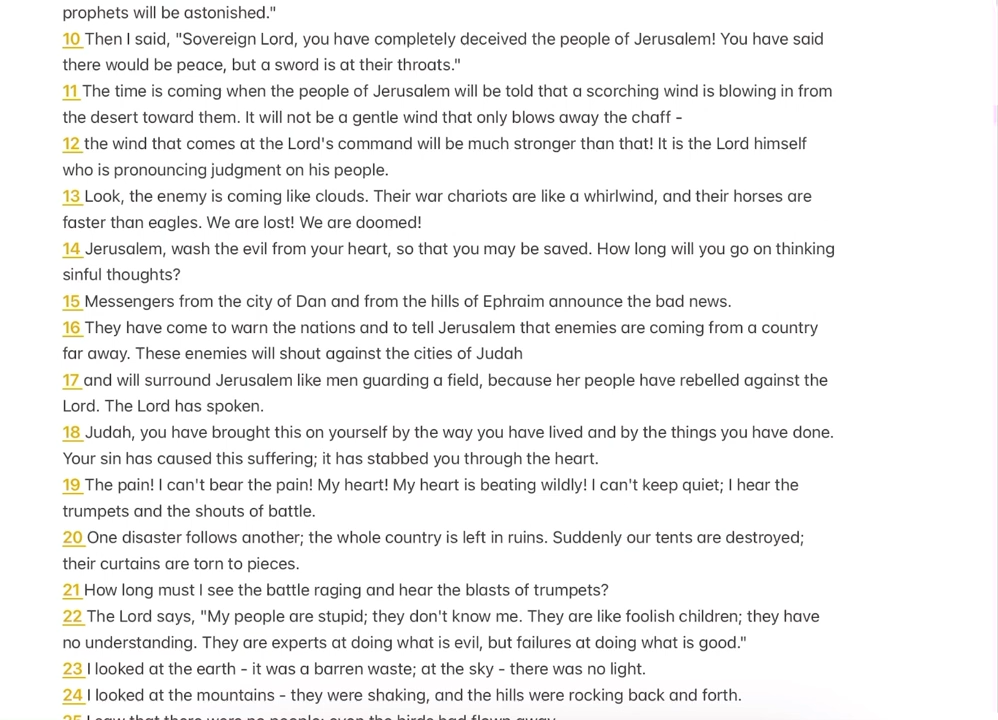 prophets will be astonished."
10 Then I said, "Sovereign Lord, you have completely deceived the people of Jerusalem! You have said
there would be peace, but a sword is at their throats."
11 The time is coming when the people of Jerusalem will be told that a scorching wind is blowing in from
the desert toward them. It will not be a gentle wind that only blows away the chaff -
12 the wind that comes at the Lord's command will be much stronger than that! It is the Lord himself
who is pronouncing judgment on his people.
13 Look, the enemy is coming like clouds. Their war chariots are like a whirlwind, and their horses are
faster than eagles. We are lost! We are doomed!
14 Jerusalem, wash the evil from your heart, so that you may be saved. How long will you go on thinking
sinful thoughts?
15 Messengers from the city of Dan and from the hills of Ephraim announce the bad news.
16 They have come to warn the nations and to tell Jerusalem that enemies are coming from a country
far away. These enemies will shout against the cities of Judah
17 and will surround Jerusalem like men guarding a field, because her people have rebelled against the
Lord. The Lord has spoken.
18 Judah, you have brought this on yourself by the way you have lived and by the things you have done.
Your sin has caused this suffering; it has stabbed you through the heart.
19 The pain! I can't bear the pain! My heart! My heart is beating wildly! I can't keep quiet; I hear the
trumpets and the shouts of battle.
20 One disaster follows another; the whole country is left in ruins. Suddenly our tents are destroyed;
their curtains are torn to pieces.
21 How long must I see the battle raging and hear the blasts of trumpets?
22 The Lord says, "My people are stupid; they don't know me. They are like foolish children; they have
no understanding. They are experts at doing what is evil, but failures at doing what is good."
23 I looked at the earth - it was a barren waste; at the sky - there was no light.
24 I looked at the mountains - they were shaking, and the hills were rocking back and forth.
25 I saw that there were no people; even the birds had flown away.